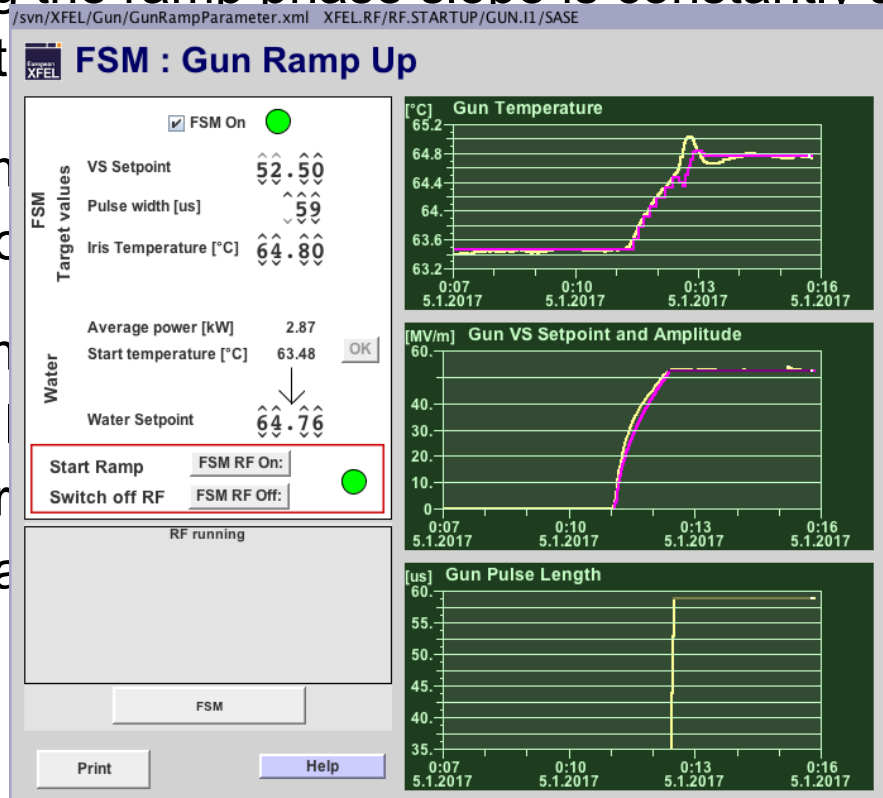 g the ramp phase slope is constantly
/svn/XFEL/Gun/GunRampParameter.xml XFEL.RF/RF.STARTUP/GUN.I1/SASE
European
XFEL
FSM : Gun Ramp Up
FSM On
FSM
Target values
VS Setpoint 52.50
Pulse width [us] 59
Iris Temperature [°C] 64.80
Water
Average power [kW] 2.87
Start temperature [°C] 63.48 OK
Water Setpoint 64.76
Start Ramp FSM RF On:
Switch off RF FSM RF Off:
RF running
FSM
Print Help
[°C] Gun Temperature
65.2
64.8
64.4
64.
63.6
63.2
0:07 0:10 0:13 0:16
5.1.2017 5.1.2017 5.1.2017 5.1.2017
[MV/m] Gun VS Setpoint and Amplitude
60.
40.
30.
20.
10.
0
0:07 0:10 0:13 0:16
5.1.2017 5.1.2017 5.1.2017 5.1.2017
[us] Gun Pulse Length
60.
55.
50.
45.
40.
35.
0:07 0:10 0:13 0:16
5.1.2017 5.1.2017 5.1.2017 5.1.2017